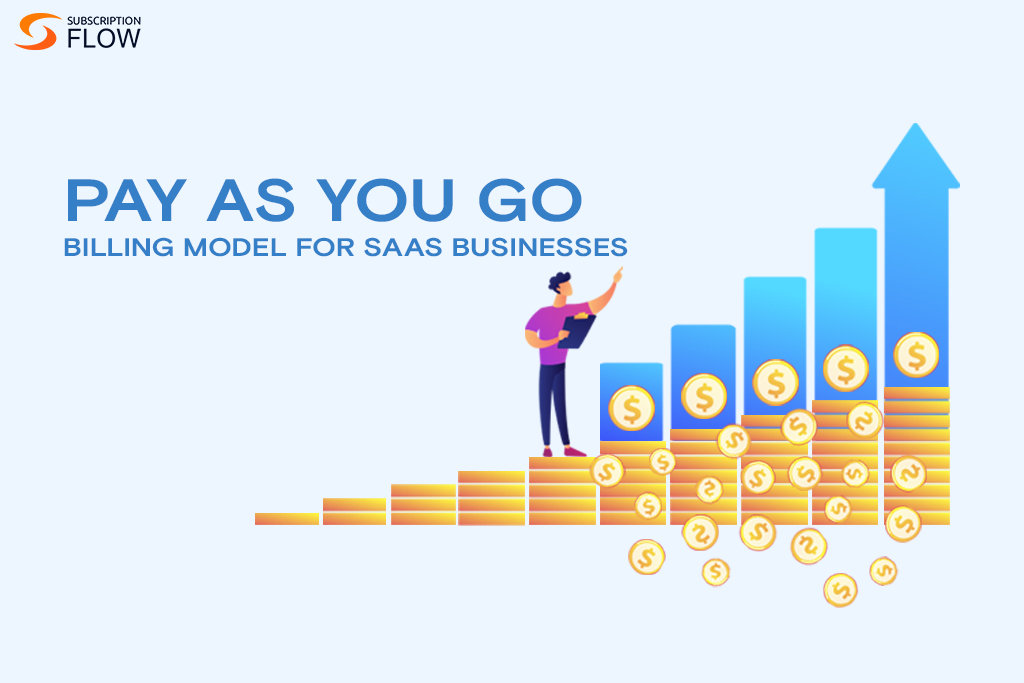 SUBSCRIPTION
FLOW
PAY AS YOU GO
BILLING MODEL FOR SAAS BUSINESSES
$ $ $ $ $
$ $ $
$ $ $ $ $ $ $
$ $ $ $
$ $ $ $
$ $ $ $